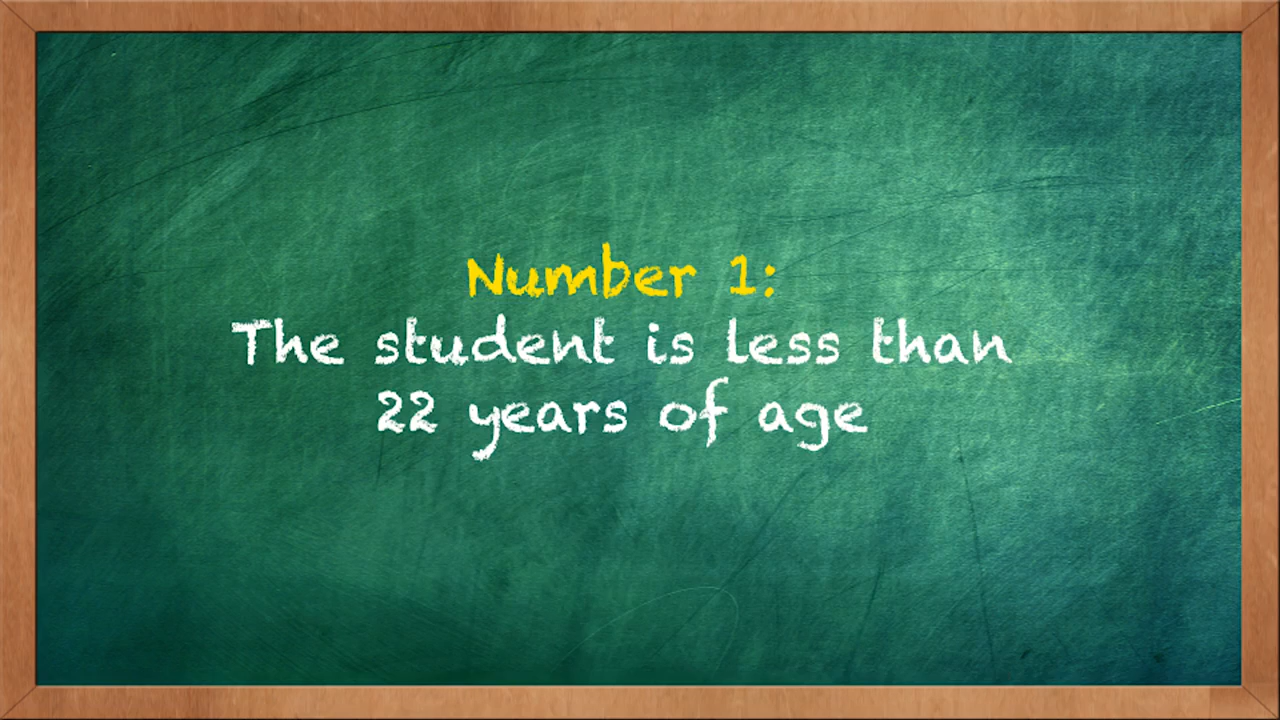 Number 1:
The student is less than
22 years of age